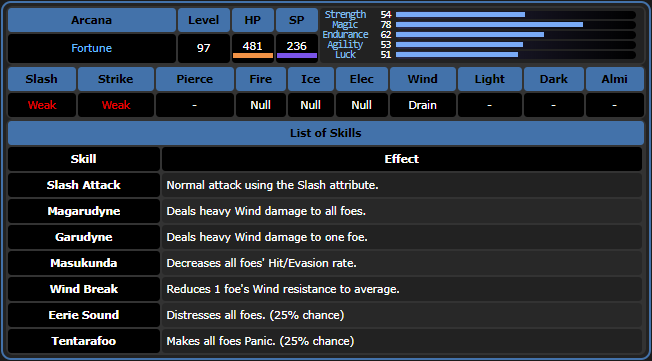 Arcana Level HP SP
Fortune 97 481 236
Strength 54
Magic 78
Endurance 62
Agility 53
Luck 51
Slash Strike Pierce Fire Ice Elec Wind Light Dark Almi
Weak Weak - Null Null Null Drain - - -
List of Skills
Skill Effect
Slash Attack Normal attack using the Slash attribute.
Magarudyne Deals heavy Wind damage to all foes.
Garudyne Deals heavy Wind damage to one foe.
Masukunda Decreases all foes' Hit/Evasion rate.
Wind Break Reduces 1 foe's Wind resistance to average.
Eerie Sound Distresses all foes. (25% chance)
Tentarafoo Makes all foes Panic. (25% chance)